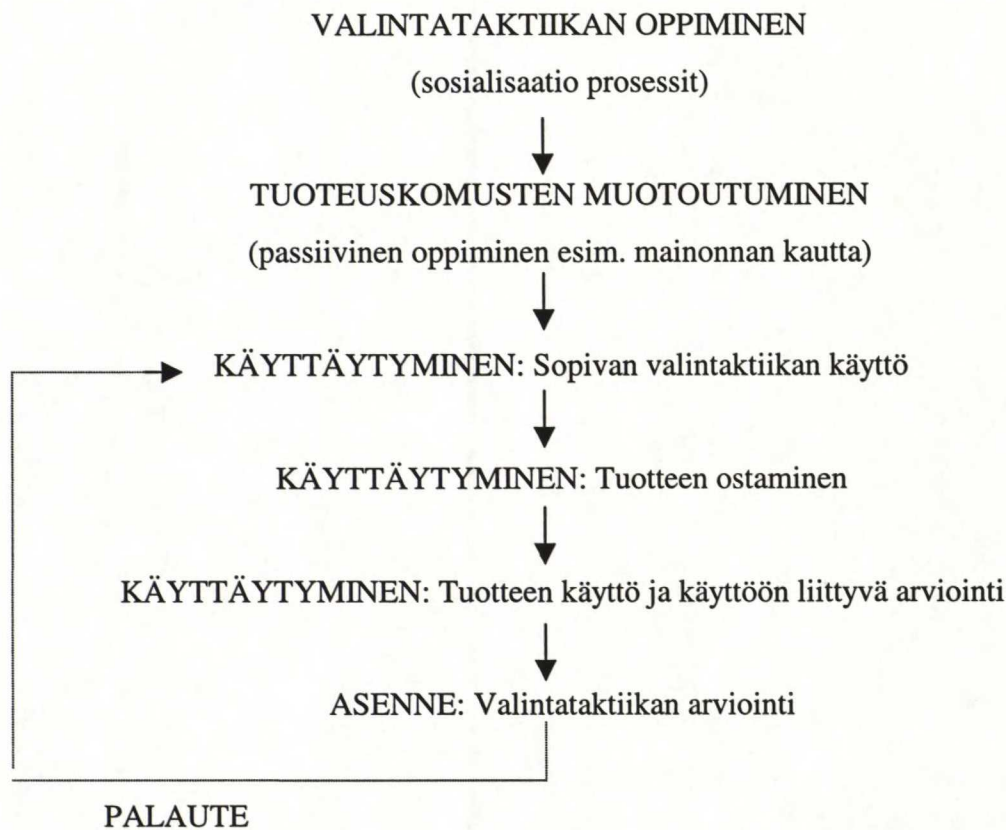 VALINTATAKTIIKAN OPPIMINEN
(sosialisaatio prosessit)
TUOTEUSKOMUSTEN MUOTOUTUMINEN
(passiivinen oppiminen esim. mainonnan kautta)
KÄYTTÄYTYMINEN: Sopivan valintaktiikan käyttö
KÄYTTÄYTYMINEN: Tuotteen ostaminen
KÄYTTÄYTYMINEN: Tuotteen käyttö ja käyttöön liittyvä arviointi
ASENNE: Valintataktiikan arviointi
PALAUTE